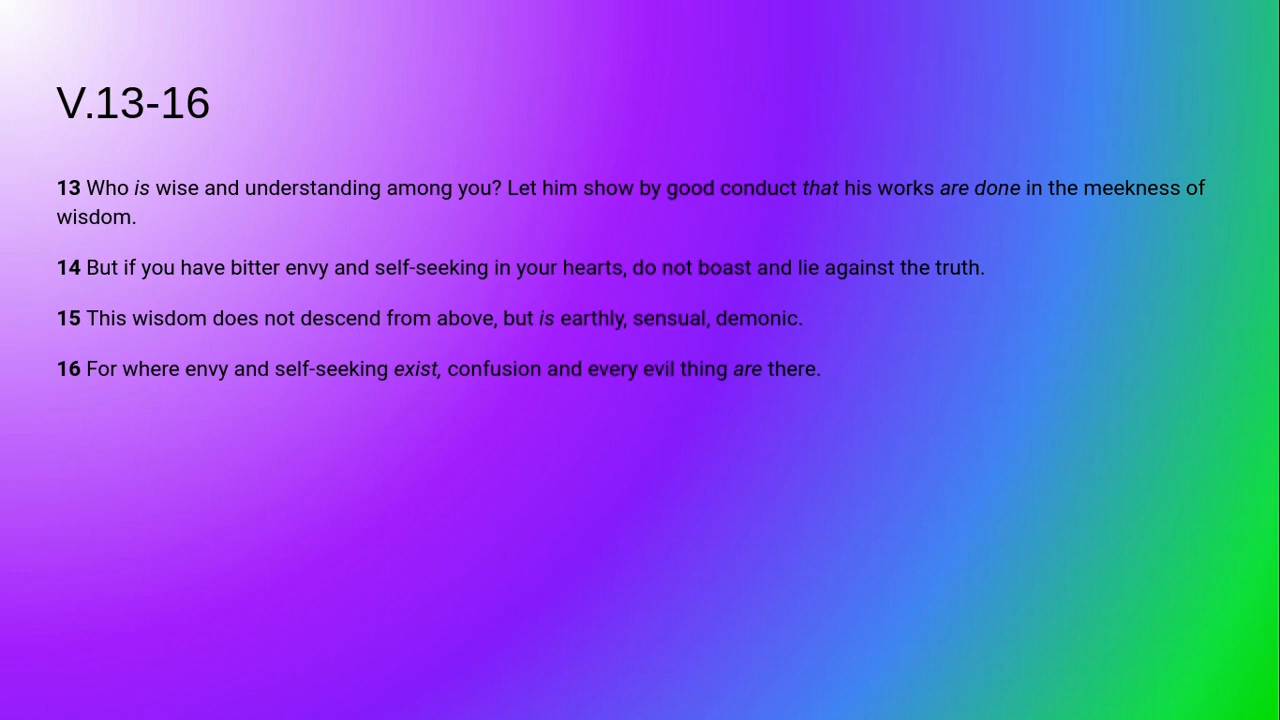 V.13-16
13 Who is wise and understanding among you? Let him show by good conduct that his works are done in the meekness of
wisdom.
14 But if you have bitter envy and self-seeking in your hearts, do not boast and lie against the truth.
15 This wisdom does not descend from above, but is earthly, sensual, demonic.
16 For where envy and self-seeking exist, confusion and every evil thing are there.